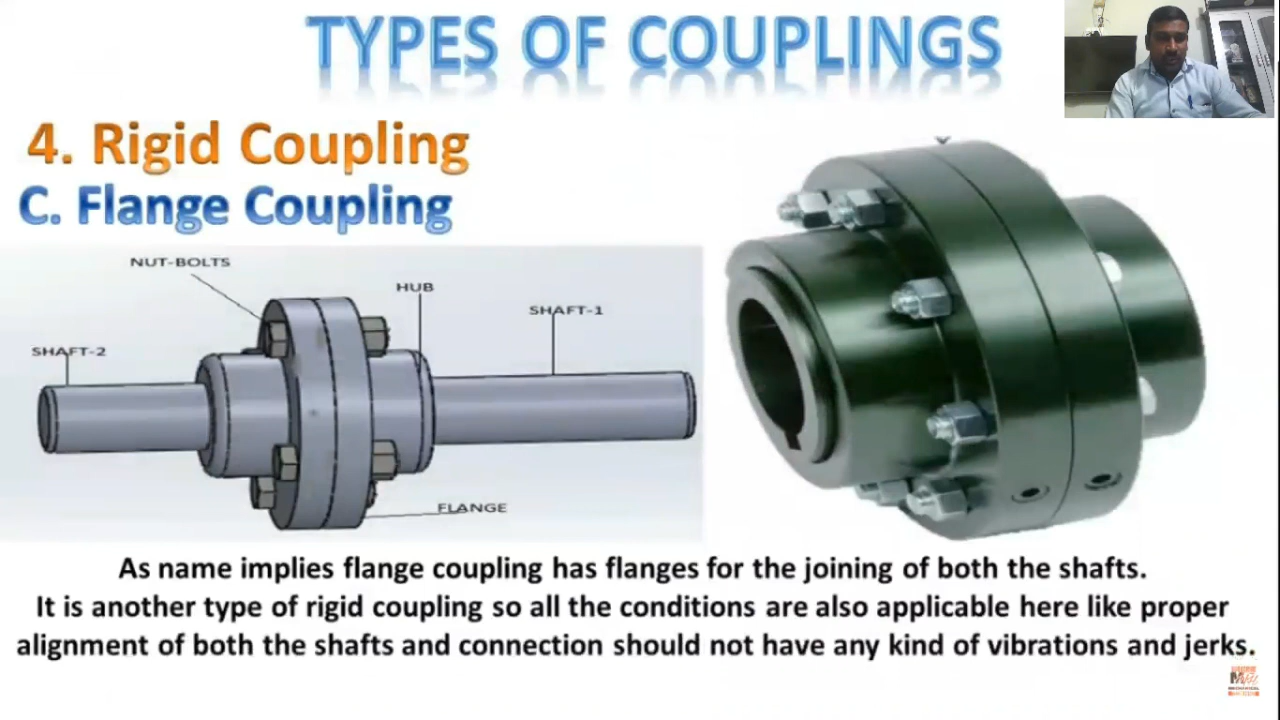 TYPES OF COUPLINGS
4. Rigid Coupling
C. Flange Coupling
NUT-BOLTS
HUB
SHAFT-1
SHAFT-2
FLANGE
As name implies flange coupling has flanges for the joining of both the shafts.
It is another type of rigid coupling so all the conditions are also applicable here like proper
alignment of both the shafts and connection should not have any kind of vibrations and jerks.